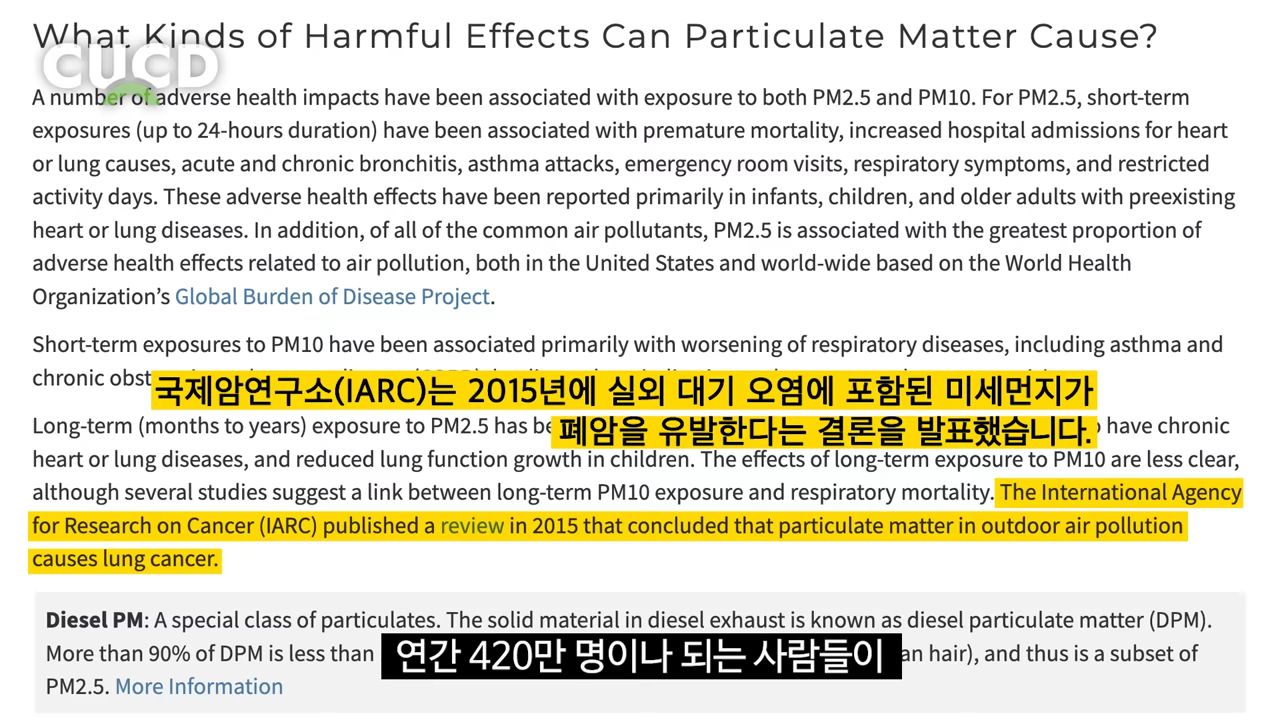 What Kinds of Harmful Effects Can Particulate Matter Cause?
CUCD
A number of adverse health impacts have been associated with exposure to both PM2.5 and PM10. For PM2.5, short-term
exposures (up to 24-hours duration) have been associated with premature mortality, increased hospital admissions for heart
or lung causes, acute and chronic bronchitis, asthma attacks, emergency room visits, respiratory symptoms, and restricted
activity days. These adverse health effects have been reported primarily in infants, children, and older adults with preexisting
heart or lung diseases. In addition, of all of the common air pollutants, PM2.5 is associated with the greatest proportion of
adverse health effects related to air pollution, both in the United States and world-wide based on the World Health
Organization’s Global Burden of Disease Project.
Short-term exposures to PM10 have been associated primarily with worsening of respiratory diseases, including asthma and
chronic
국제암연구소(IARC)는 2015년에 실외 대기 오염에 포함된 미세먼지가
폐암을 유발한다는 결론을 발표했습니다.
Long-term (months to years) exposure to PM2.5 has have chronic
heart or lung diseases, and reduced lung function growth in children. The effects of long-term exposure to PM10 are less clear,
although several studies suggest a link between long-term PM10 exposure and respiratory mortality. The International Agency
for Research on Cancer (IARC) published a review in 2015 that concluded that particulate matter in outdoor air pollution
causes lung cancer.
Diesel PM: A special class of particulates. The solid material in diesel exhaust is known as diesel particulate matter (DPM).
More than 90% of DPM is less than hair), and thus is a subset of
연간 420만 명이나 되는 사람들이
PM2.5. More Information